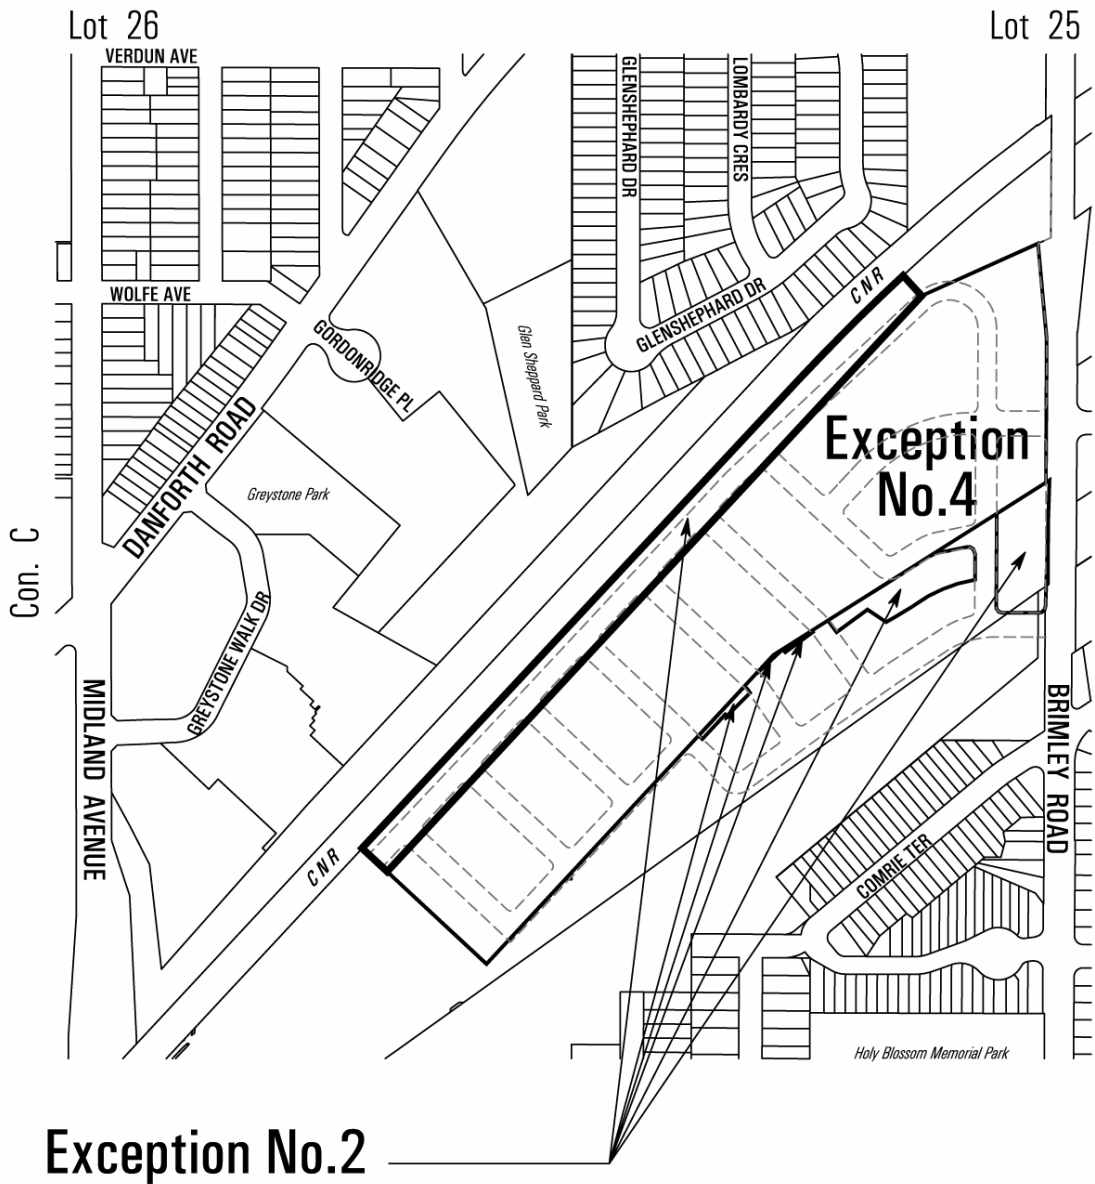 Lot 26
Lot 25
VERDUN AVE
GLENSHEPHARD DR
LOMBARDY CRES
WOLFE AVE
CNR
GLENSHEPHARD DR
GORDONRIDGE PL
Glen Sheppard Park
DANFORTH ROAD
Exception
No.4
Greystone Park
Con. C
GREYSTONE WALK DR
MIDLAND AVENUE
BRIMLEY ROAD
CNR
COMRIE TER
Holy Blossom Memorial Park
Exception No.2